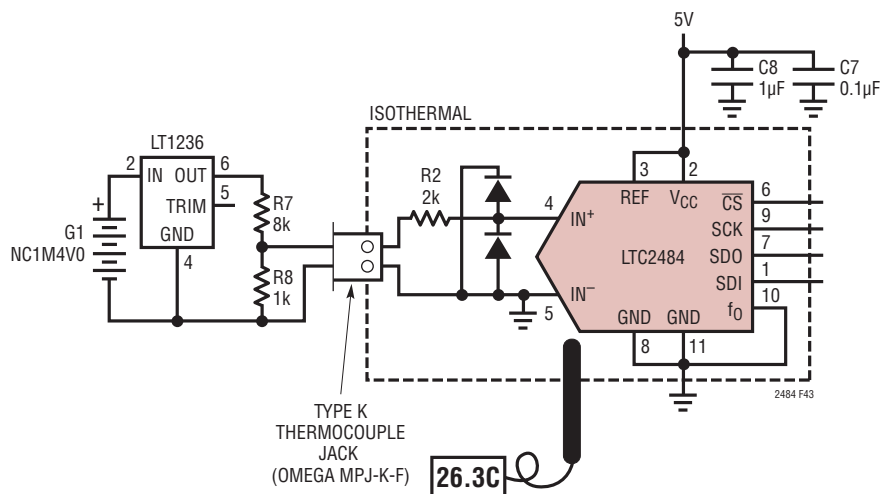 5V
C8
1µF
C7
0.1µF
ISOTHERMAL
LT1236
2
IN OUT
6
TRIM
5
GND
4
+
G1
NC1M4V0
R7
8k
R8
1k
R2
2k
3
2
REF
VCC
4
IN+
IN−
5
LTC2484
CS
6
SCK
9
SDO
7
SDI
1
fO
10
GND
GND
8
11
2484 F43
TYPE K
THERMOCOUPLE
JACK
(OMEGA MPJ-K-F)
26.3C